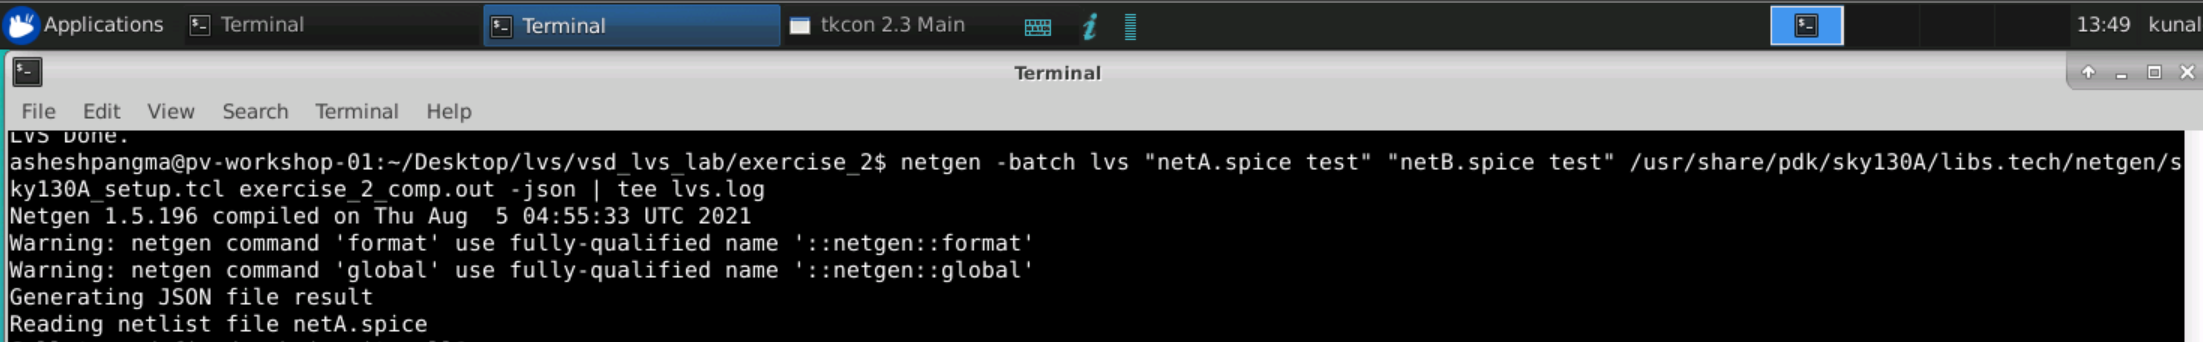 Applications Terminal Terminal tkcon 2.3 Main 13:49 kunal
Terminal
File Edit View Search Terminal Help
LVS Done.
asheshpangma@pv-workshop-01:~/Desktop/lvs/vsd_lvs_lab/exercise_2$ netgen -batch lvs "netA.spice test" "netB.spice test" /usr/share/pdk/sky130A/libs.tech/netgen/s
ky130A_setup.tcl exercise_2_comp.out -json | tee lvs.log
Netgen 1.5.196 compiled on Thu Aug  5 04:55:33 UTC 2021
Warning: netgen command 'format' use fully-qualified name '::netgen::format'
Warning: netgen command 'global' use fully-qualified name '::netgen::global'
Generating JSON file result
Reading netlist file netA.spice